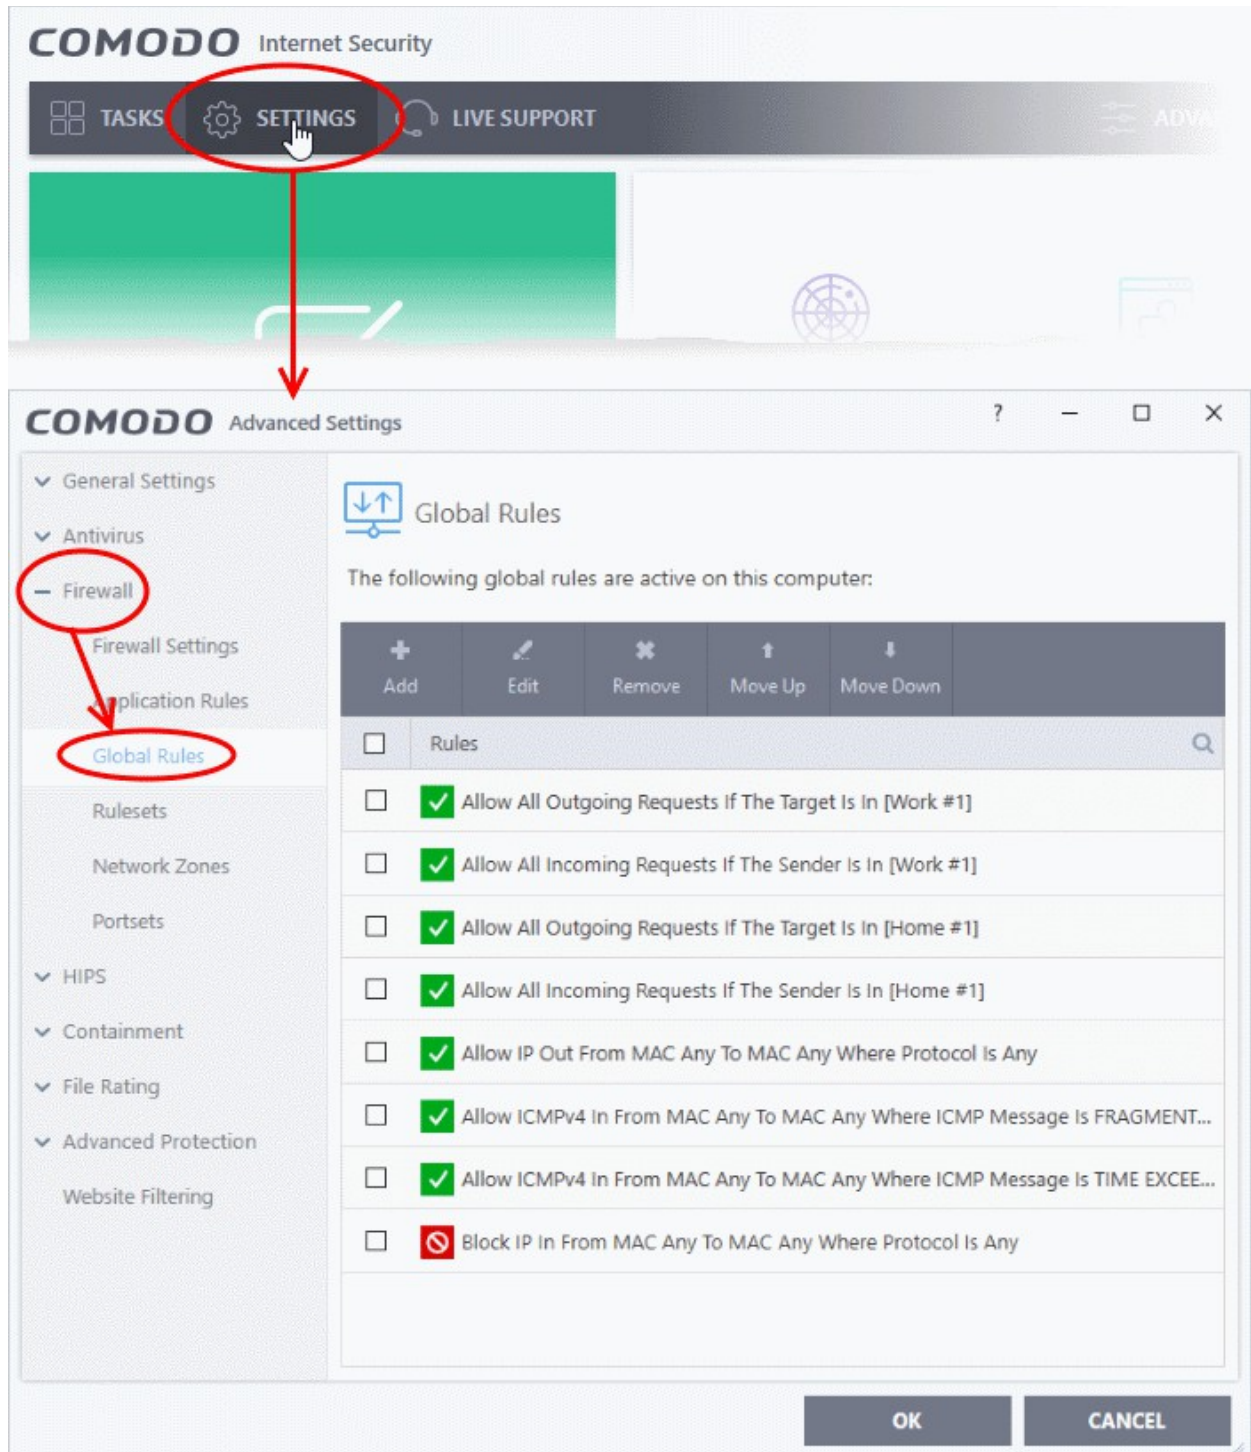 COMODO Internet Security
TASKS SETTINGS LIVE SUPPORT
COMODO Advanced Settings ?
General Settings
Antivirus
Firewall
Firewall Settings
Application Rules
Global Rules
Rulesets
Network Zones
Portsets
HIPS
Containment
File Rating
Advanced Protection
Website Filtering
Global Rules
The following global rules are active on this computer:
Add Edit Remove Move Up Move Down
Rules
Allow All Outgoing Requests If The Target Is In [Work #1]
Allow All Incoming Requests If The Sender Is In [Work #1]
Allow All Outgoing Requests If The Target Is In [Home #1]
Allow All Incoming Requests If The Sender Is In [Home #1]
Allow IP Out From MAC Any To MAC Any Where Protocol Is Any
Allow ICMPv4 In From MAC Any To MAC Any Where ICMP Message Is FRAGMENT...
Allow ICMPv4 In From MAC Any To MAC Any Where ICMP Message Is TIME EXCEE...
Block IP In From MAC Any To MAC Any Where Protocol Is Any
OK CANCEL